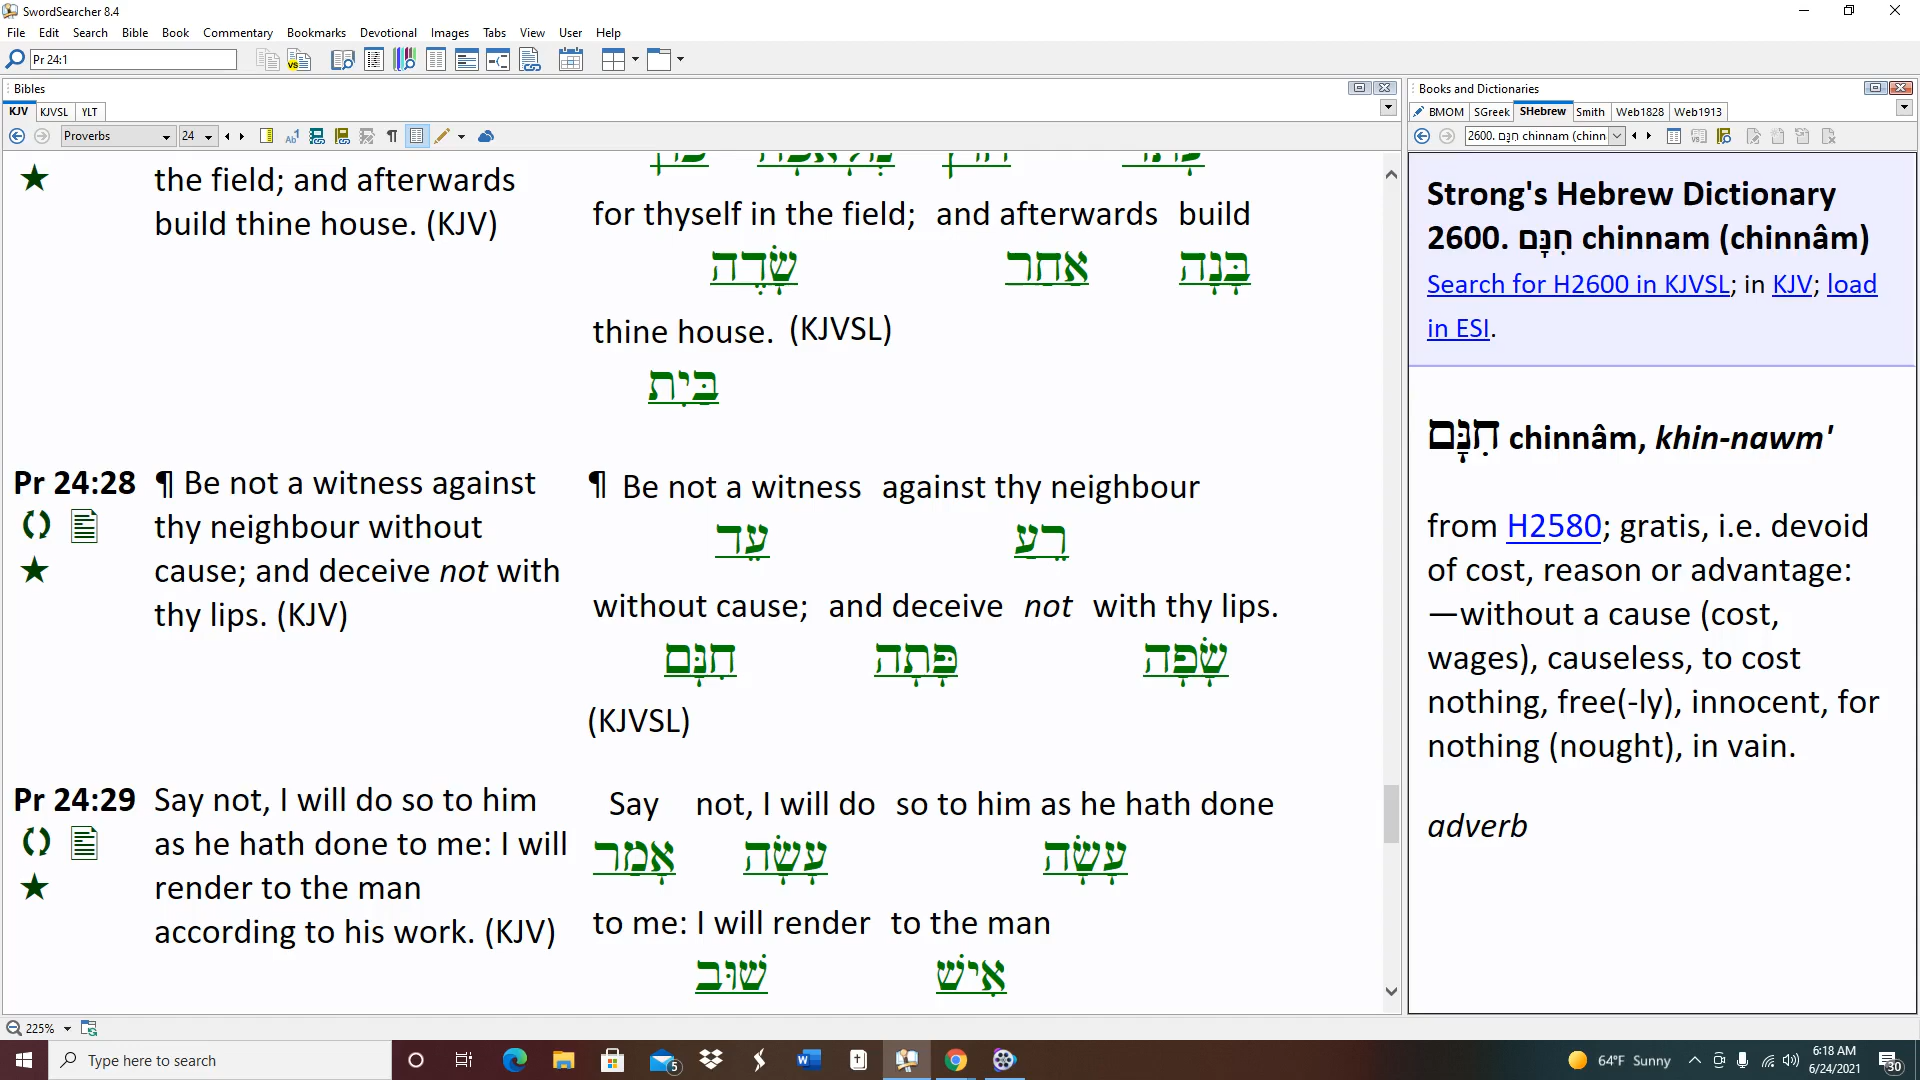 SwordSearcher 8.4
File Edit Search Bible Book Commentary Bookmarks Devotional Images Tabs View User Help
Pr 24:1
Bibles
KJV KJVSL YLT
Proverbs 24
the field; and afterwards
build thine house. (KJV)
for thyself in the field; and afterwards build
שָׂדֶה אַחַר בָּנָה
thine house. (KJVSL)
בַּיִת
Pr 24:28 ¶ Be not a witness against
thy neighbour without
cause; and deceive not with
thy lips. (KJV)
¶ Be not a witness against thy neighbour
עֵד רֵעַ
without cause; and deceive not with thy lips.
חִנָּם פָּתָה שָׂפָה
(KJVSL)
Pr 24:29 Say not, I will do so to him
as he hath done to me: I will
render to the man
according to his work. (KJV)
Say not, I will do so to him as he hath done
אָמַר עָשָׂה עָשָׂה
to me: I will render to the man
שׁוּב אִישׁ
225%
Books and Dictionaries
BMOM SGreek SHebrew Smith Web1828 Web1913
2600. חִנָּם chinnam (chinn
Strong's Hebrew Dictionary
2600. חִנָּם chinnam (chinnâm)
Search for H2600 in KJVSL; in KJV; load
in ESI.
חִנָּם chinnâm, khin-nawm'
from H2580; gratis, i.e. devoid
of cost, reason or advantage:
—without a cause (cost,
wages), causeless, to cost
nothing, free(-ly), innocent, for
nothing (nought), in vain.
adverb
Type here to search
5
64°F Sunny
6:18 AM
6/24/2021
30